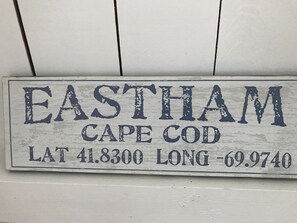 EASTHAM
CAPE COD
LAT 41.8300 LONG -69.9740